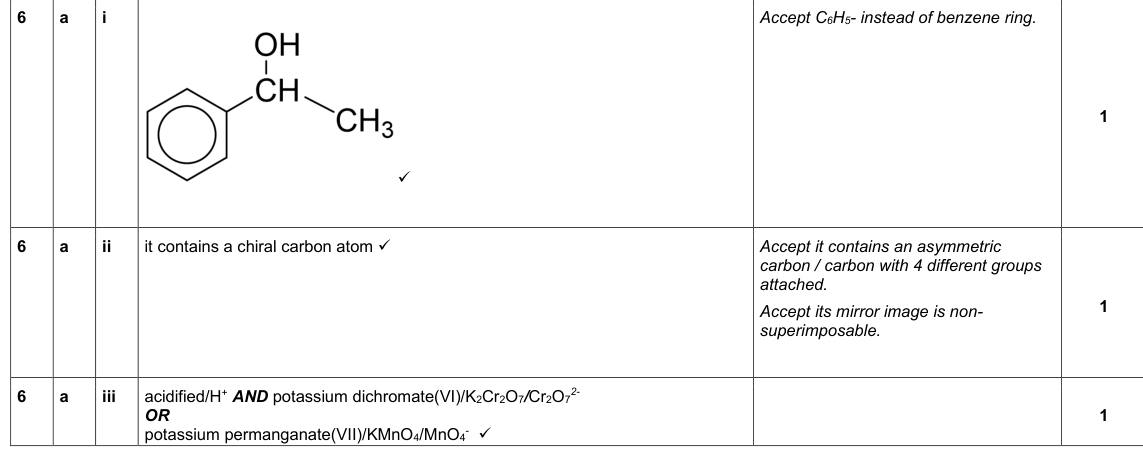 6 a i
OH
CH
CH₃
✓
Accept C₆H₅- instead of benzene ring.
1
6 a ii
it contains a chiral carbon atom ✓
Accept it contains an asymmetric
carbon / carbon with 4 different groups
attached.
Accept its mirror image is non-
superimposable.
1
6 a iii
acidified/H⁺ AND potassium dichromate(VI)/K₂Cr₂O₇/Cr₂O₇²⁻
OR
potassium permanganate(VII)/KMnO₄/MnO₄⁻ ✓
1